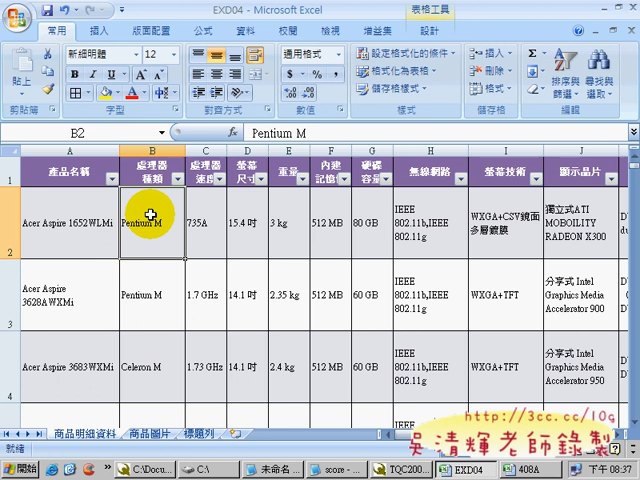 EXD04 - Microsoft Excel
表格工具
常用
插入
版面配置
公式
資料
校閱
檢視
增益集
設計
貼上
新細明體
12
B I U
通用格式
$ % ,
設定格式化的條件
格式化為表格
儲存格樣式
插入
刪除
格式
Σ
排序與
篩選
尋找與
選取
剪貼簿
字型
對齊方式
數值
樣式
儲存格
編輯
B2
fx
Pentium M
A B C D E F G H I J
1
產品名稱
處理器
種類
處理器
速度
螢幕
尺寸
重量
內建
記憶體
硬碟
容量
無線網路
螢幕技術
顯示晶片
2
Acer Aspire 1652WLMi
Pentium M
735A
15.4 吋
3 kg
512 MB
80 GB
IEEE
802.11b,IEEE
802.11g
WXGA+CSV鏡面
多層鍍膜
獨立式ATI
MOBOILITY
RADEON X300
3
Acer Aspire
3628AWXMi
Pentium M
1.7 GHz
14.1 吋
2.35 kg
512 MB
60 GB
IEEE
802.11b,IEEE
802.11g
WXGA+TFT
分享式 Intel
Graphics Media
Accelerator 900
4
Acer Aspire 3683WXMi
Celeron M
1.73 GHz
14.1 吋
2.4 kg
512 MB
60 GB
IEEE
802.11b,IEEE
802.11g
WXGA+TFT
分享式 Intel
Graphics Media
Accelerator 950
IEEE
商品明細資料
商品圖片
標題列
就緒
http://3cc.cc/10g
吳清輝老師錄製
開始
C:\Docu...
C:\
未命名 ...
score - ...
TQC200...
EXD04
408A
下午 08:37